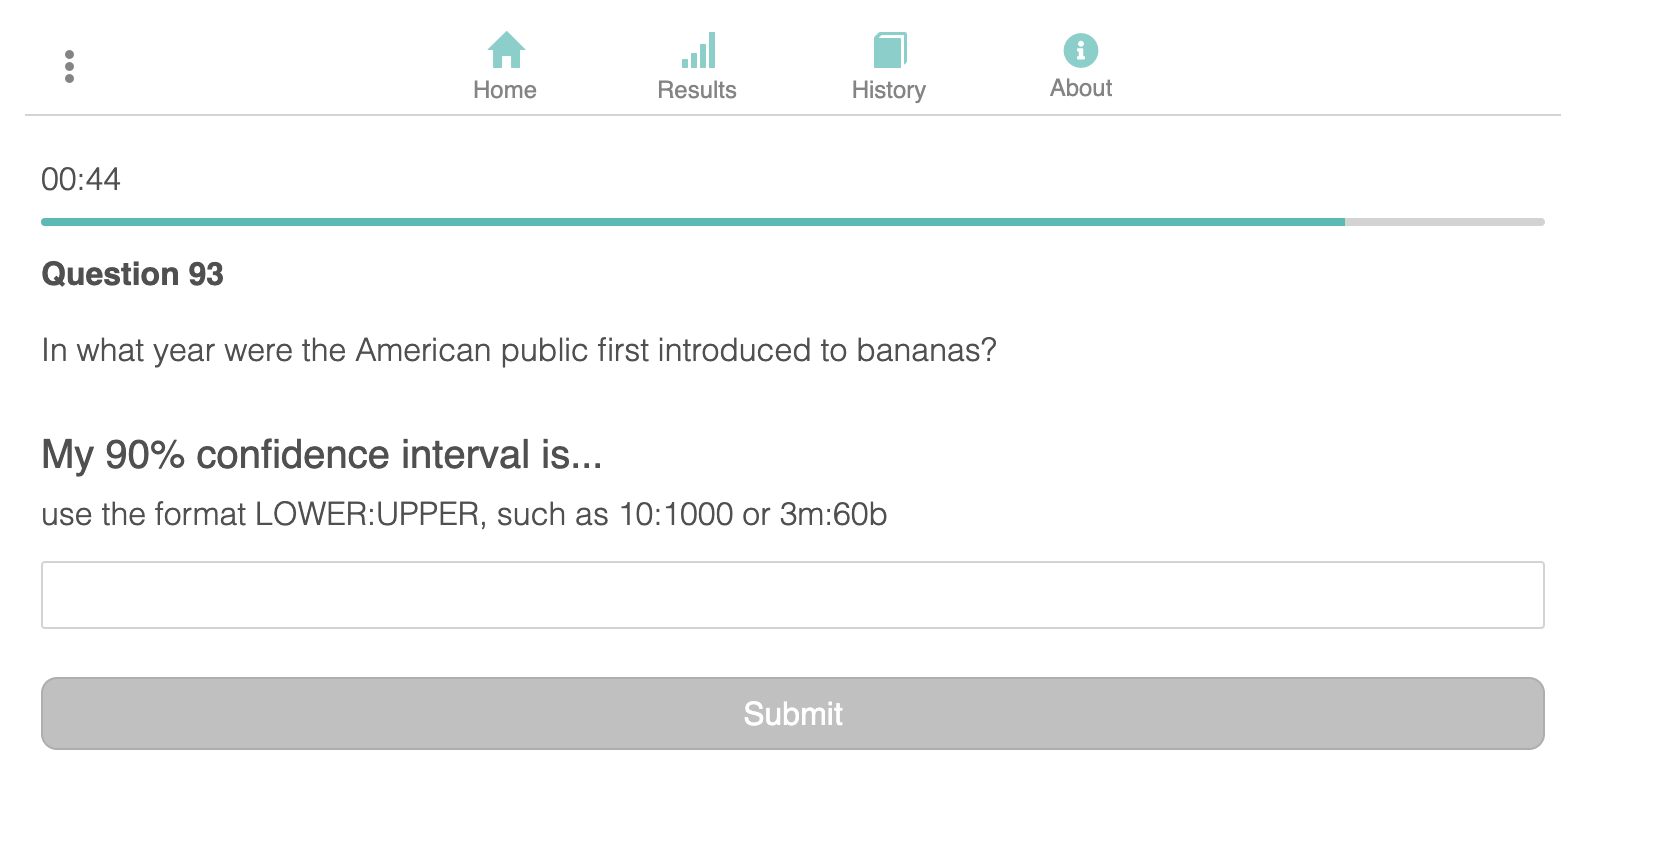 Home Results History About
00:44
Question 93
In what year were the American public first introduced to bananas?
My 90% confidence interval is...
use the format LOWER:UPPER, such as 10:1000 or 3m:60b
Submit